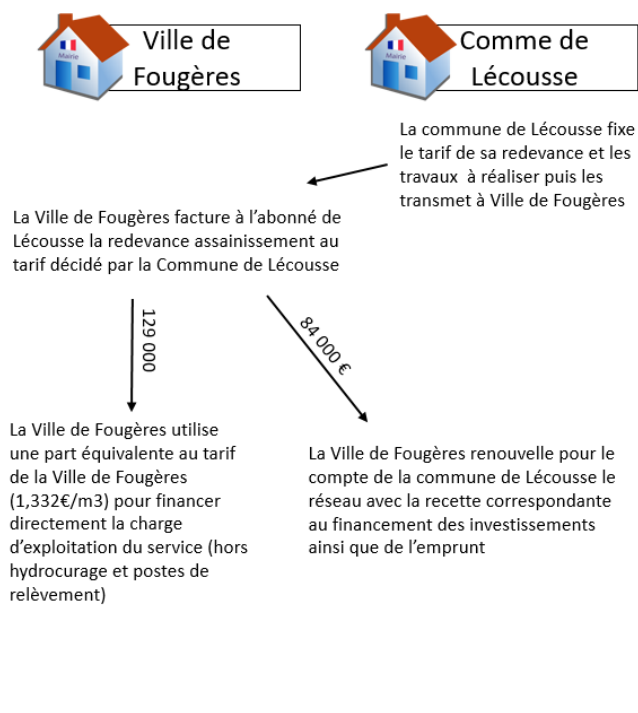 Mairie
Ville de
Fougères
Mairie
Comme de
Lécousse
La commune de Lécousse fixe
le tarif de sa redevance et les
travaux à réaliser puis les
transmet à Ville de Fougères
La Ville de Fougères facture à l’abonné de
Lécousse la redevance assainissement au
tarif décidé par la Commune de Lécousse
129 000
84 000 €
La Ville de Fougères utilise
une part équivalente au tarif
de la Ville de Fougères
(1,332€/m3) pour financer
directement la charge
d’exploitation du service (hors
hydrocurage et postes de
relèvement)
La Ville de Fougères renouvelle pour le
compte de la commune de Lécousse le
réseau avec la recette correspondante
au financement des investissements
ainsi que de l’emprunt